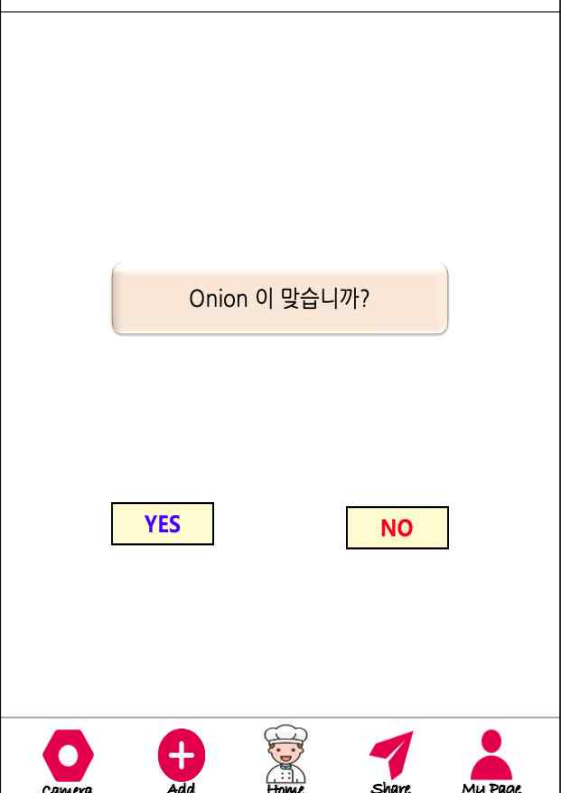 Onion 이 맞습니까?
YES
NO
Camera
Add
Home
Share
My Page